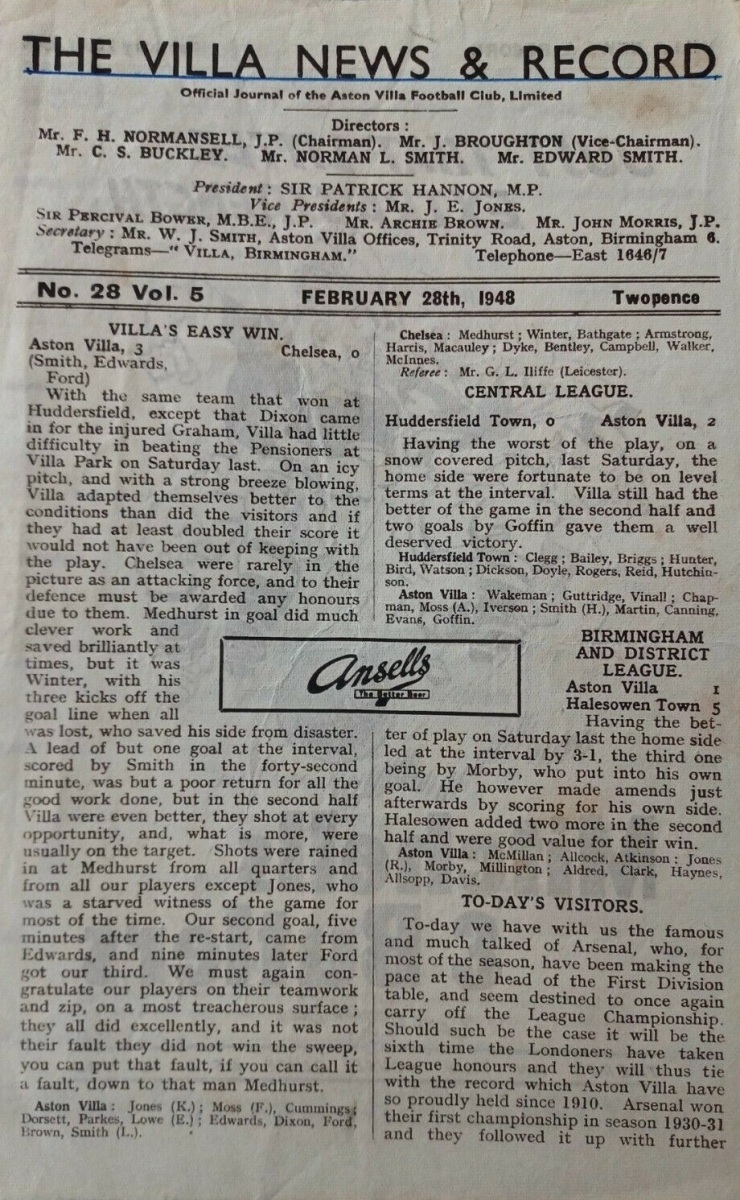 THE VILLA NEWS & RECORD
Official Journal of the Aston Villa Football Club, Limited
Directors :
Mr. F. H. NORMANSELL, J.P. (Chairman). Mr. J. BROUGHTON (Vice-Chairman).
Mr. C. S. BUCKLEY. Mr. NORMAN L. SMITH. Mr. EDWARD SMITH.
President : SIR PATRICK HANNON, M.P.
Vice Presidents : MR. J. E. JONES.
SIR PERCIVAL BOWER, M.B.E., J.P. MR. ARCHIE BROWN. MR. JOHN MORRIS, J.P.
Secretary : MR. W. J. SMITH, Aston Villa Offices, Trinity Road, Aston, Birmingham 6.
Telegrams—" VILLA, BIRMINGHAM." Telephone—East 1646/7
No. 28 Vol. 5 FEBRUARY 28th, 1948 Twopence
VILLA'S EASY WIN.
Aston Villa, 3 Chelsea, 0
(Smith, Edwards,
Ford)
With the same team that won at
Huddersfield, except that Dixon came
in for the injured Graham, Villa had little
difficulty in beating the Pensioners at
Villa Park on Saturday last. On an icy
pitch, and with a strong breeze blowing,
Villa adapted themselves better to the
conditions than did the visitors and if
they had at least doubled their score it
would not have been out of keeping with
the play. Chelsea were rarely in the
picture as an attacking force, and to their
defence must be awarded any honours
due to them. Medhurst in goal did much
clever work and
saved brilliantly at
times, but it was
Winter, with his
three kicks off the
goal line when all
was lost, who saved his side from disaster.
A lead of but one goal at the interval,
scored by Smith in the forty-second
minute, was but a poor return for all the
good work done, but in the second half
Villa were even better, they shot at every
opportunity, and, what is more, were
usually on the target. Shots were rained
in at Medhurst from all quarters and
from all our players except Jones, who
was a starved witness of the game for
most of the time. Our second goal, five
minutes after the re-start, came from
Edwards, and nine minutes later Ford
got our third. We must again con-
gratulate our players on their teamwork
and zip, on a most treacherous surface ;
they all did excellently, and it was not
their fault they did not win the sweep,
you can put that fault, if you can call it
a fault, down to that man Medhurst.
Aston Villa : Jones (K.) ; Moss (F.), Cummings ;
Dorsett, Parkes, Lowe (E.) ; Edwards, Dixon, Ford,
Brown, Smith (L.).
Ansells
The Better Beer
Chelsea : Medhurst ; Winter, Bathgate ; Armstrong,
Harris, Macauley ; Dyke, Bentley, Campbell, Walker,
McInnes.
Referee : Mr. G. L. Iliffe (Leicester).
CENTRAL LEAGUE.
Huddersfield Town, 0 Aston Villa, 2
Having the worst of the play, on a
snow covered pitch, last Saturday, the
home side were fortunate to be on level
terms at the interval. Villa still had the
better of the game in the second half and
two goals by Goffin gave them a well
deserved victory.
Huddersfield Town : Clegg ; Bailey, Briggs ; Hunter,
Bird, Watson ; Dickson, Doyle, Rogers, Reid, Hutchin-
son.
Aston Villa : Wakeman ; Guttridge, Vinall ; Chap-
man, Moss (A.), Iverson ; Smith (H.), Martin, Canning,
Evans, Goffin.
BIRMINGHAM
AND DISTRICT
LEAGUE.
Aston Villa 1
Halesowen Town 5
Having the bet-
ter of play on Saturday last the home side
led at the interval by 3-1, the third one
being by Morby, who put into his own
goal. He however made amends just
afterwards by scoring for his own side.
Halesowen added two more in the second
half and were good value for their win.
Aston Villa : McMillan ; Allcock, Atkinson : Jones
(R.), Morby, Millington ; Aldred, Clark, Haynes,
Allsopp, Davis.
TO-DAY'S VISITORS.
To-day we have with us the famous
and much talked of Arsenal, who, for
most of the season, have been making the
pace at the head of the First Division
table, and seem destined to once again
carry off the League Championship.
Should such be the case it will be the
sixth time the Londoners have taken
League honours and they will thus tie
with the record which Aston Villa have
so proudly held since 1910. Arsenal won
their first championship in season 1930-31
and they followed it up with further